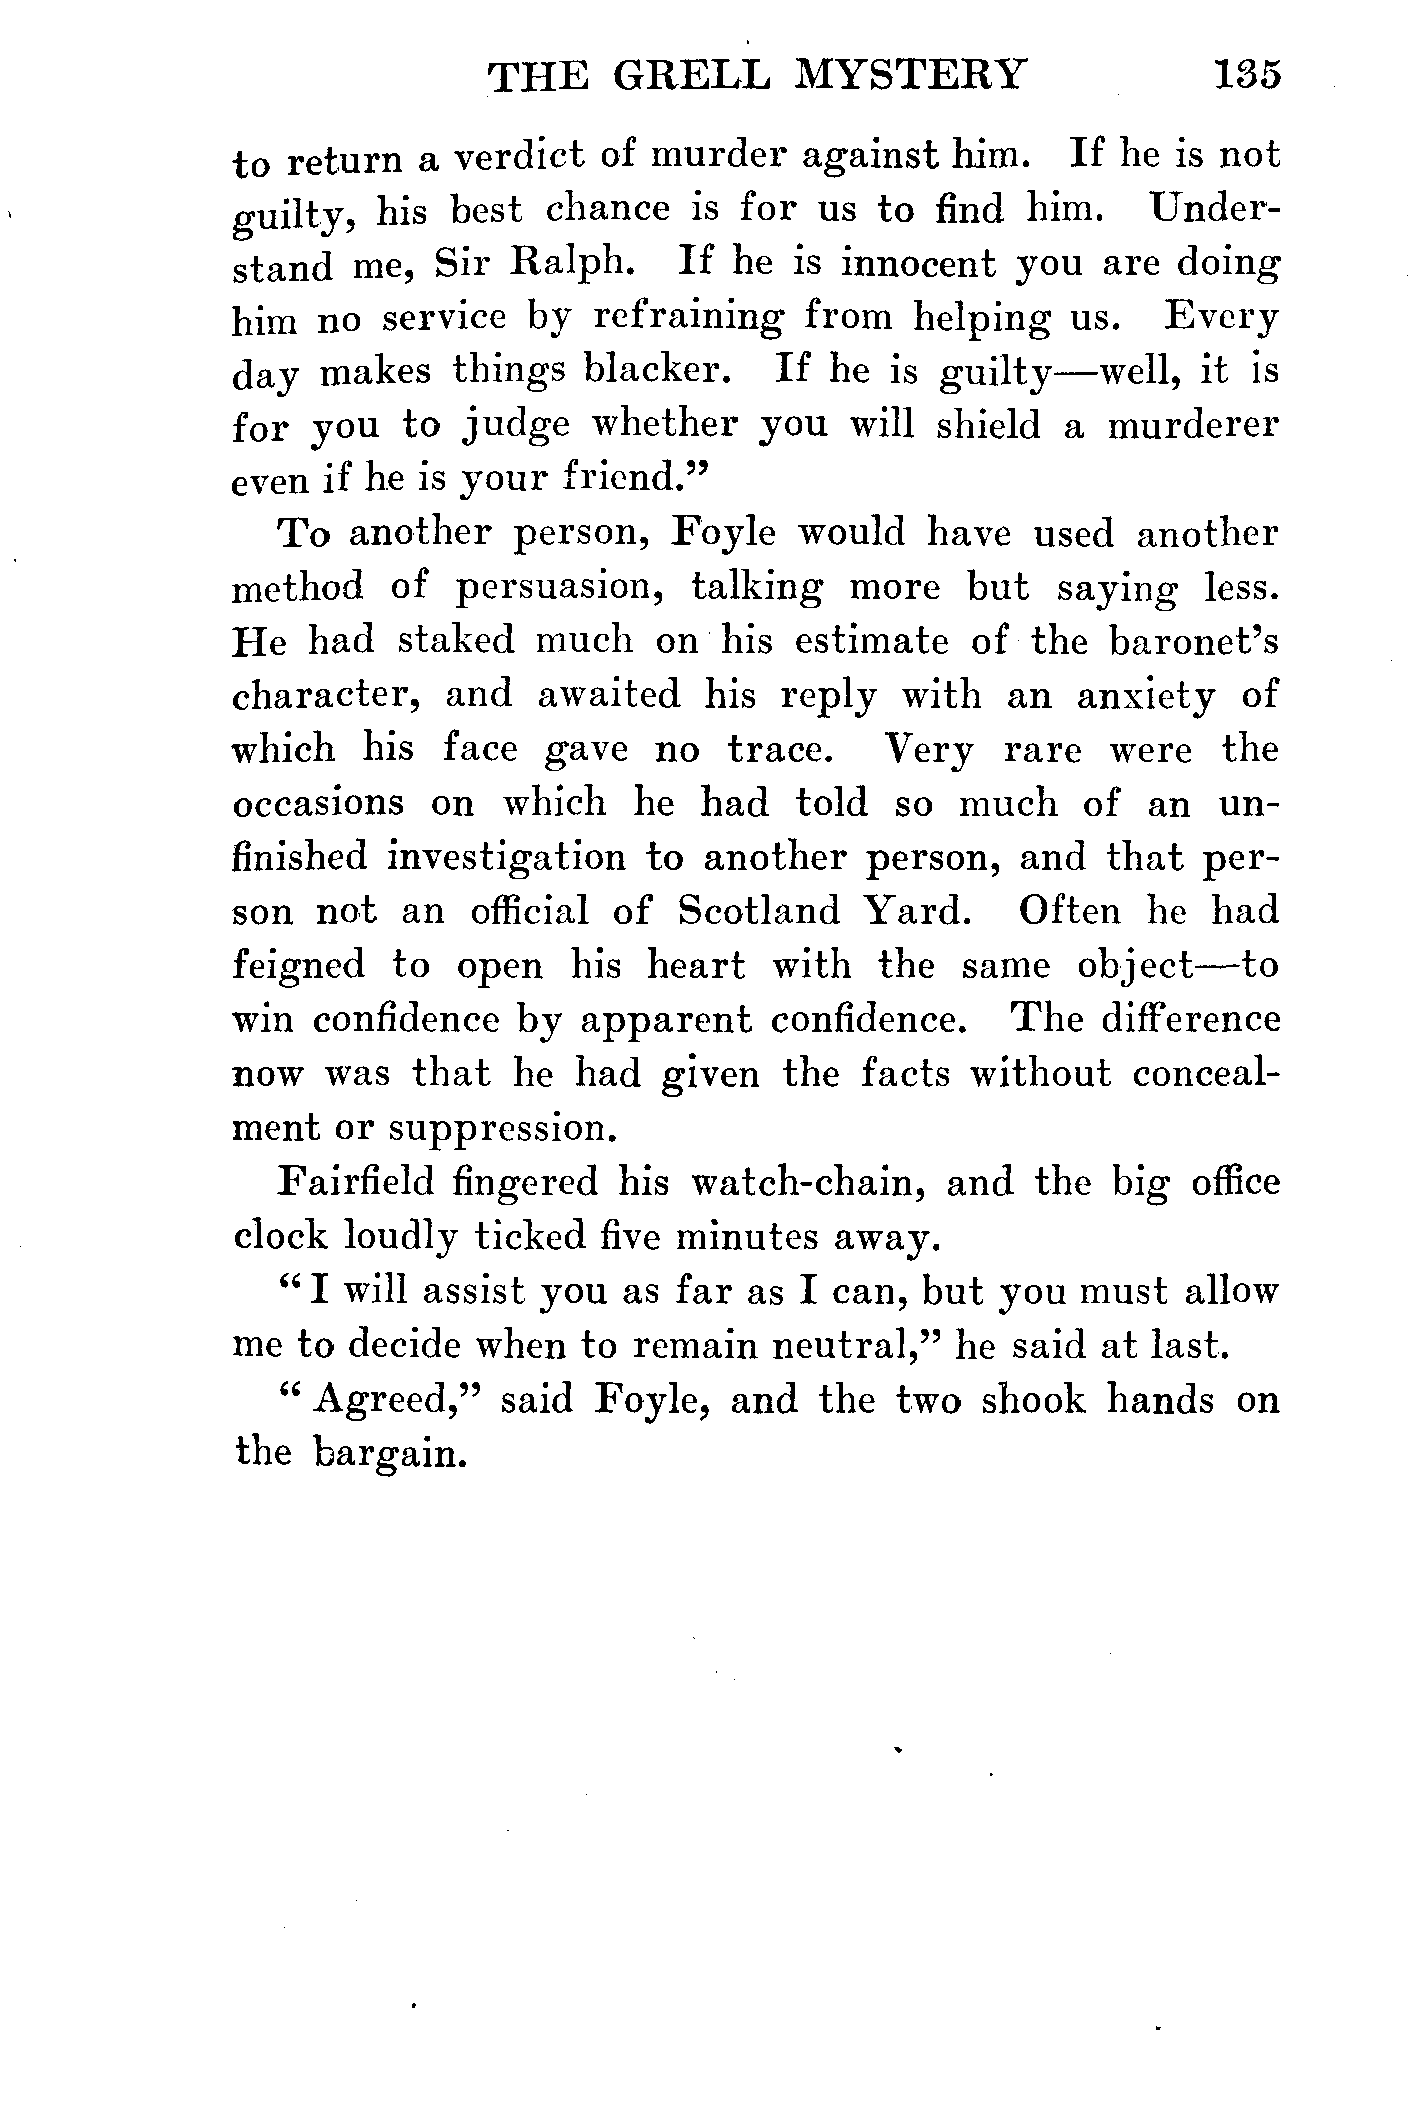 THE GRELL MYSTERY 135
to return a verdict of murder against him. If he is not
guilty, his best chance is for us to find him. Under-
stand me, Sir Ralph. If he is innocent you are doing
him no service by refraining from helping us. Every
day makes things blacker. If he is guilty—well, it is
for you to judge whether you will shield a murderer
even if he is your friend.”
To another person, Foyle would have used another
method of persuasion, talking more but saying less.
He had staked much on his estimate of the baronet’s
character, and awaited his reply with an anxiety of
which his face gave no trace. Very rare were the
occasions on which he had told so much of an un-
finished investigation to another person, and that per-
son not an official of Scotland Yard. Often he had
feigned to open his heart with the same object—to
win confidence by apparent confidence. The difference
now was that he had given the facts without conceal-
ment or suppression.
Fairfield fingered his watch-chain, and the big office
clock loudly ticked five minutes away.
“I will assist you as far as I can, but you must allow
me to decide when to remain neutral,” he said at last.
“Agreed,” said Foyle, and the two shook hands on
the bargain.